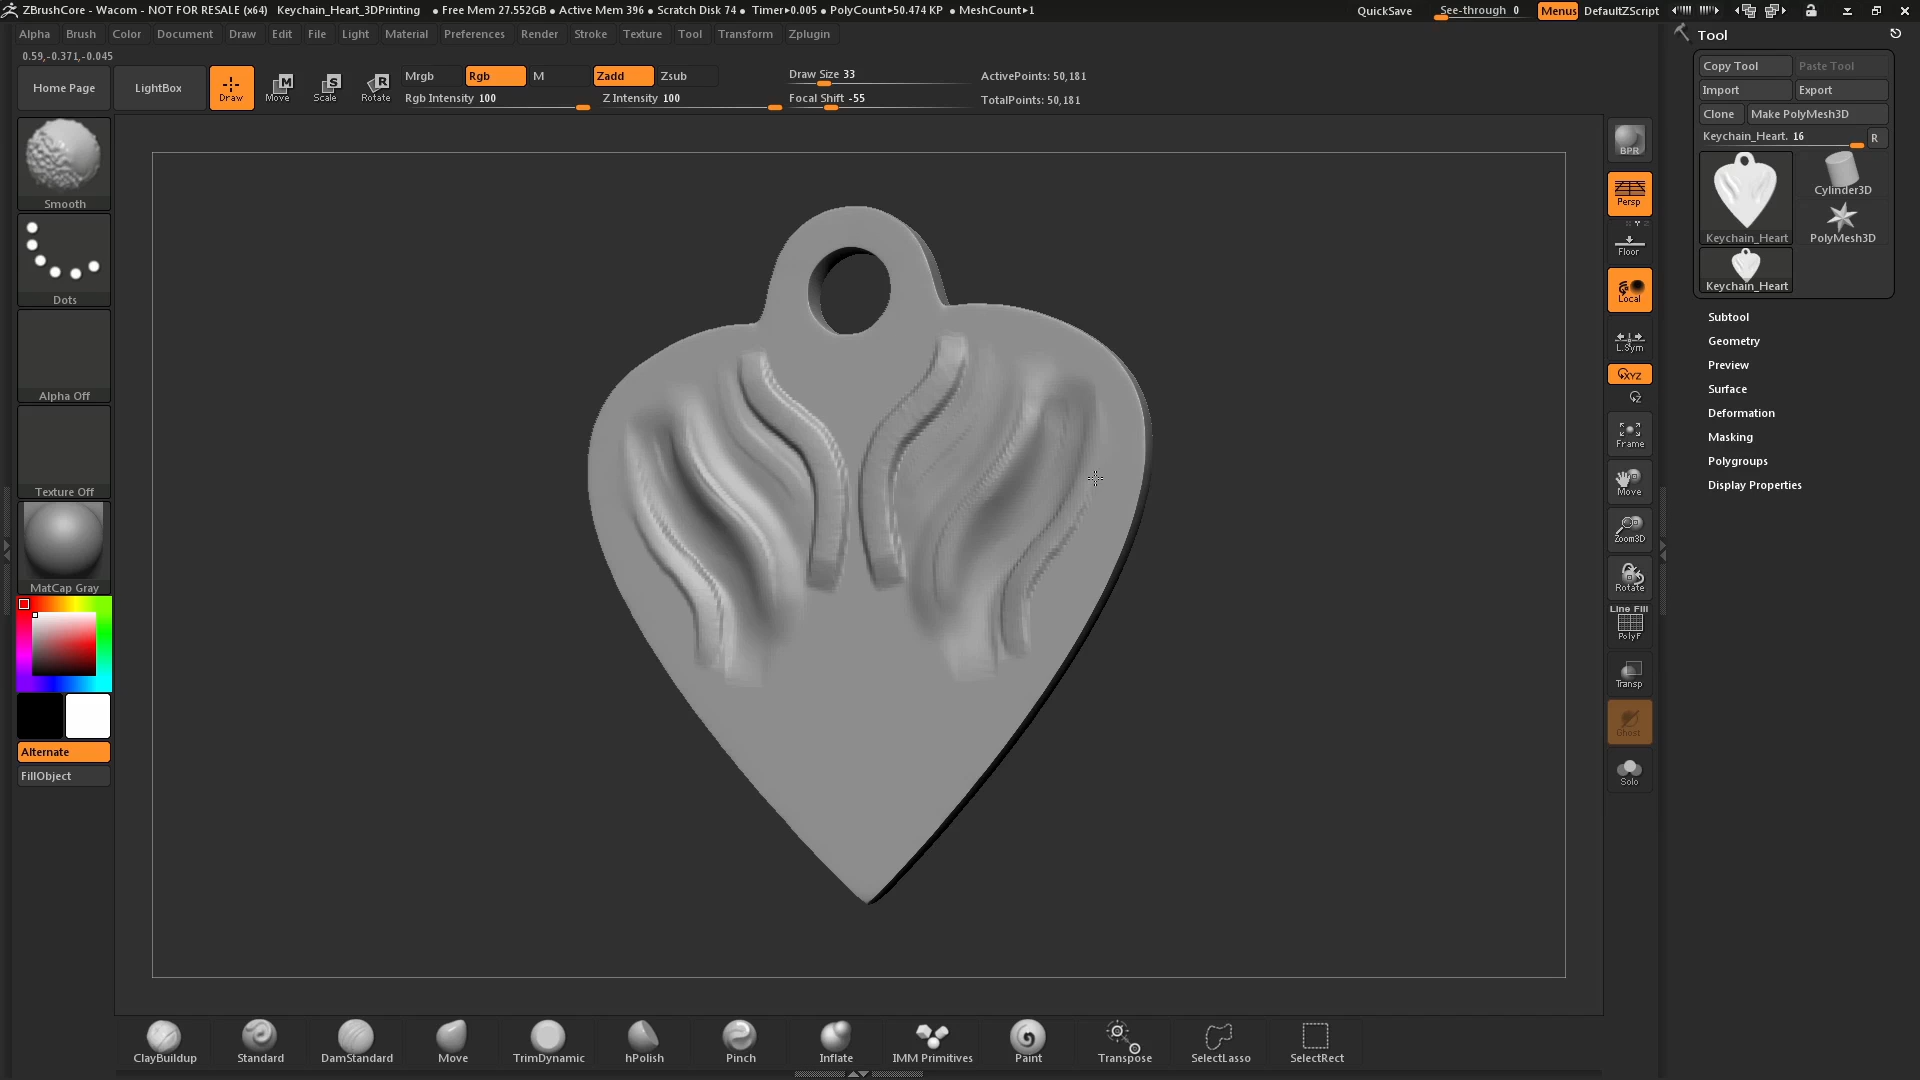 ZBrushCore - Wacom - NOT FOR RESALE (x64) Keychain_Heart_3DPrinting ● Free Mem 27.552GB ● Active Mem 396 ● Scratch Disk 74 ● Timer▸0.005 ● PolyCount▸50.474 KP ● MeshCount▸1 QuickSave See-through 0 Menus DefaultZScript
Alpha Brush Color Document Draw Edit File Light Material Preferences Render Stroke Texture Tool Transform Zplugin
0.59,-0.371,-0.045
Home Page
LightBox
Draw
M
Move
S
Scale
R
Rotate
Mrgb Rgb M Zadd Zsub
Rgb Intensity 100 Z Intensity 100
Draw Size 33
Focal Shift -55
ActivePoints: 50,181
TotalPoints: 50,181
Smooth
Dots
Alpha Off
Texture Off
MatCap Gray
Alternate
FillObject
BPR
Persp
Floor
Local
L.Sym
XYZ
Z
Frame
Move
Zoom3D
Rotate
Line Fill
PolyF
Transp
Ghost
Solo
Tool
Copy Tool Paste Tool
Import Export
Clone Make PolyMesh3D
Keychain_Heart. 16 R
Keychain_Heart
Cylinder3D
PolyMesh3D
Keychain_Heart
Subtool
Geometry
Preview
Surface
Deformation
Masking
Polygroups
Display Properties
ClayBuildup Standard DamStandard Move TrimDynamic hPolish Pinch Inflate IMM Primitives Paint Transpose SelectLasso SelectRect